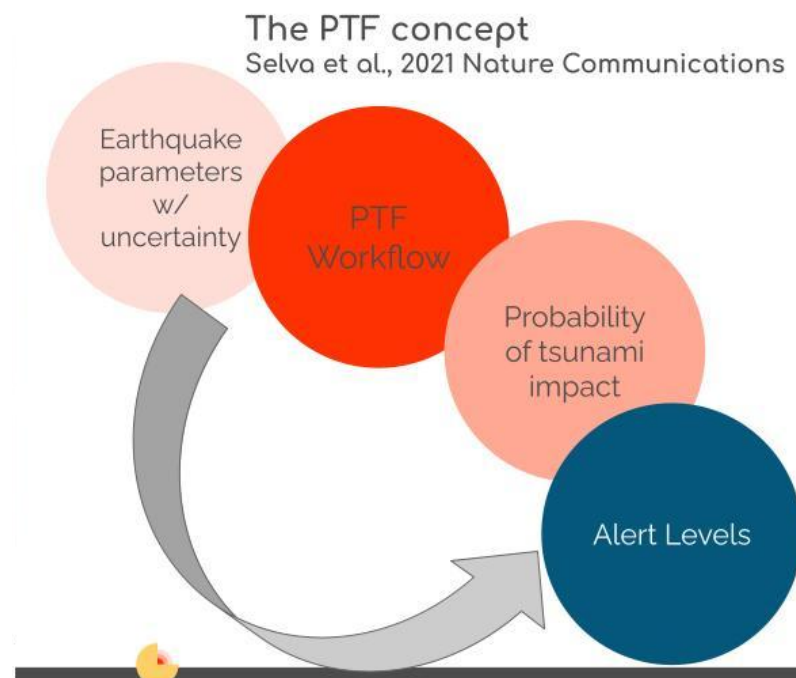 The PTF concept
Selva et al., 2021 Nature Communications
Earthquake
parameters
w/
uncertainty
PTF
Workflow
Probability
of tsunami
impact
Alert Levels